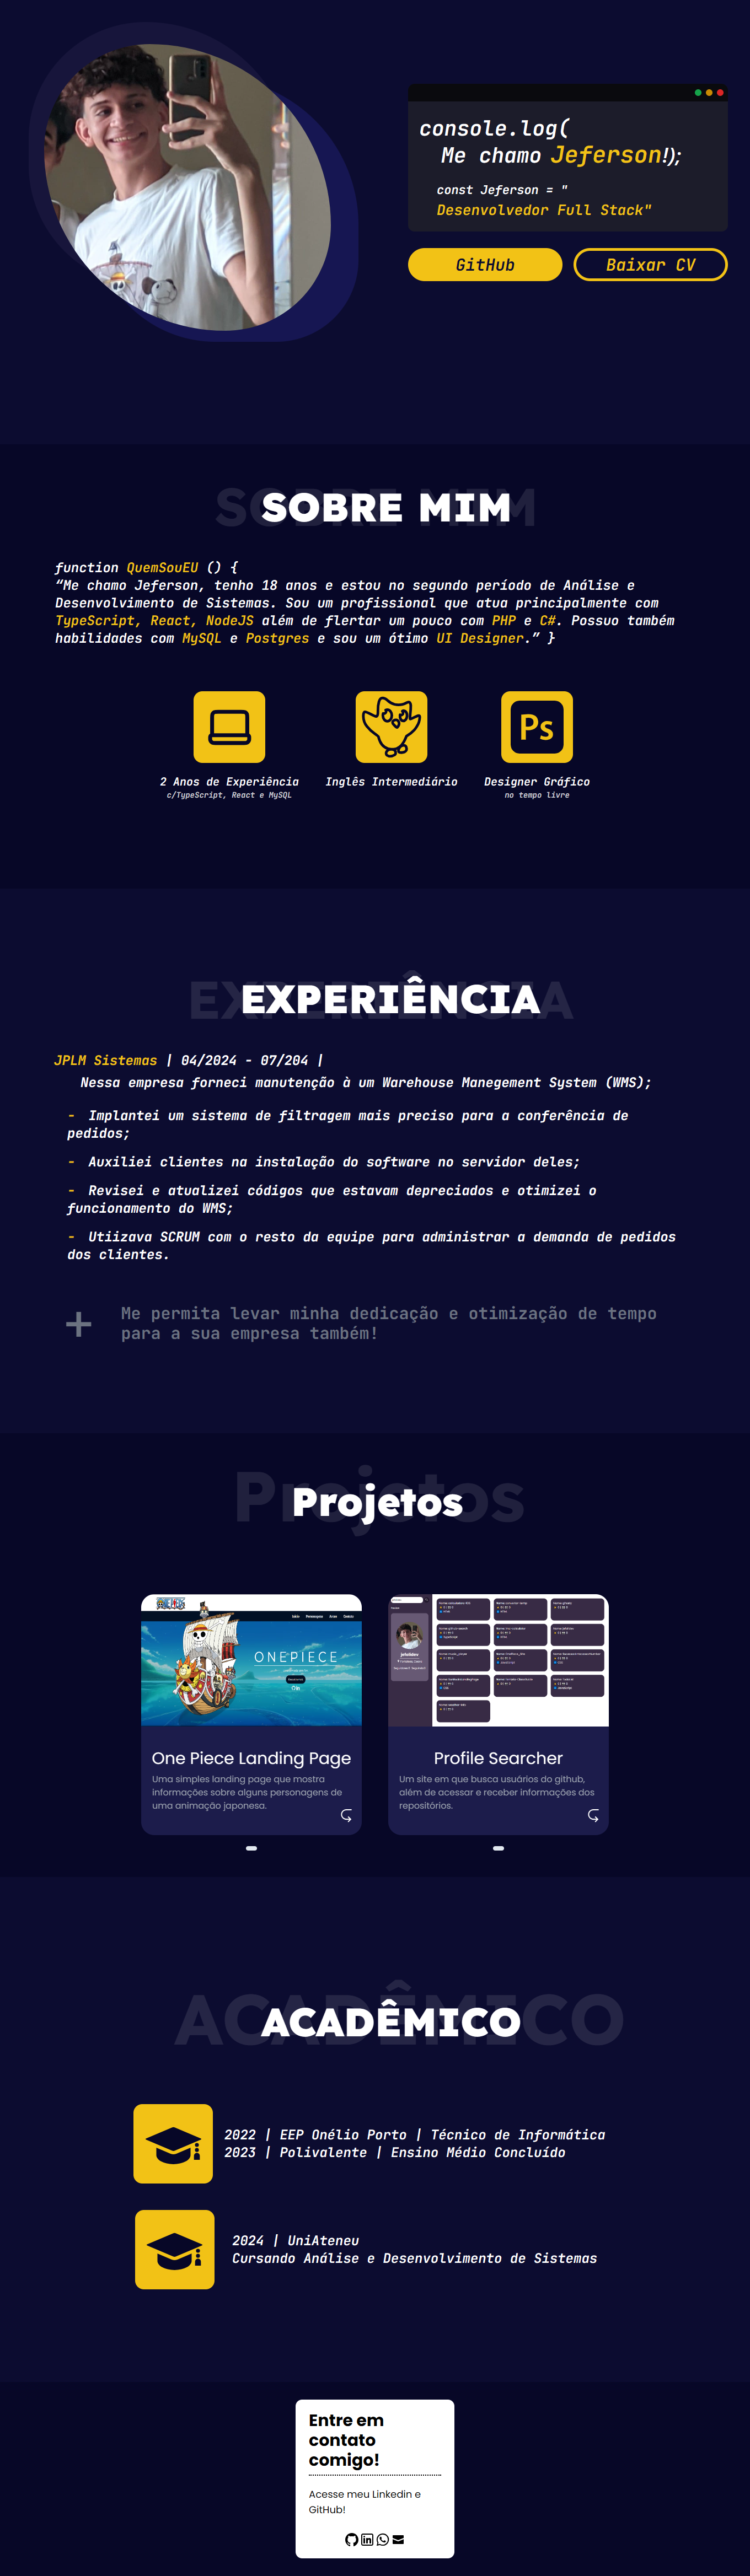 console.log(
Me chamo Jeferson!);
const Jeferson = "
Desenvolvedor Full Stack"
GitHub
Baixar CV
SOBRE MIM
SOBRE MIM
function QuemSouEU () {
“Me chamo Jeferson, tenho 18 anos e estou no segundo período de Análise e
Desenvolvimento de Sistemas. Sou um profissional que atua principalmente com
TypeScript, React, NodeJS além de flertar um pouco com PHP e C#. Possuo também
habilidades com MySQL e Postgres e sou um ótimo UI Designer.” }
Ps
2 Anos de Experiência
c/TypeScript, React e MySQL
Inglês Intermediário
Designer Gráfico
no tempo livre
EXPERIÊNCIA
EXPERIÊNCIA
JPLM Sistemas | 04/2024 - 07/204 |
Nessa empresa forneci manutenção à um Warehouse Manegement System (WMS);
- Implantei um sistema de filtragem mais preciso para a conferência de
pedidos;
- Auxiliei clientes na instalação do software no servidor deles;
- Revisei e atualizei códigos que estavam depreciados e otimizei o
funcionamento do WMS;
- Utiizava SCRUM com o resto da equipe para administrar a demanda de pedidos
dos clientes.
+
Me permita levar minha dedicação e otimização de tempo
para a sua empresa também!
Projetos
Projetos
ONE PIECE
One Piece Landing Page
Uma simples landing page que mostra
informações sobre alguns personagens de
uma animação japonesa.
Profile Searcher
Um site em que busca usuários do github,
além de acessar e receber informações dos
repositórios.
ACADÊMICO
ACADÊMICO
2022 | EEP Onélio Porto | Técnico de Informática
2023 | Polivalente | Ensino Médio Concluído
2024 | UniAteneu
Cursando Análise e Desenvolvimento de Sistemas
Entre em
contato
comigo!
Acesse meu Linkedin e
GitHub!